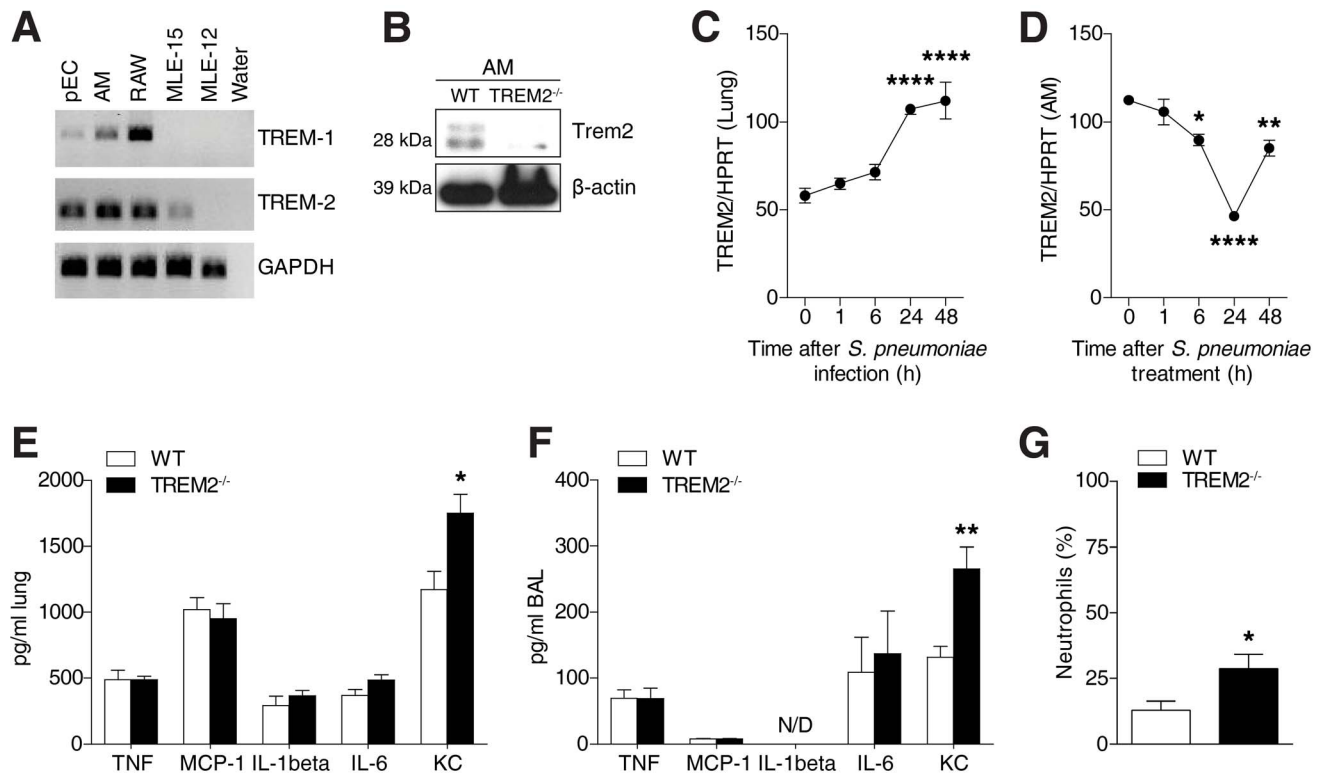 A
pEC
AM
RAW
MLE-15
MLE-12
Water
TREM-1
TREM-2
GAPDH
B
AM
WT TREM2-/-
28 kDa
Trem2
39 kDa
β-actin
C
TREM2/HPRT (Lung)
150
100
50
0
****
****
0 1 6 24 48
Time after S. pneumoniae
infection (h)
D
TREM2/HPRT (AM)
150
100
50
0
*
****
**
0 1 6 24 48
Time after S. pneumoniae
treatment (h)
E
WT
TREM2-/-
pg/ml lung
2000
1500
1000
500
0
*
TNF MCP-1 IL-1beta IL-6 KC
F
WT
TREM2-/-
pg/ml BAL
400
300
200
100
0
N/D
**
TNF MCP-1 IL-1beta IL-6 KC
G
WT
TREM2-/-
Neutrophils (%)
100
75
50
25
0
*